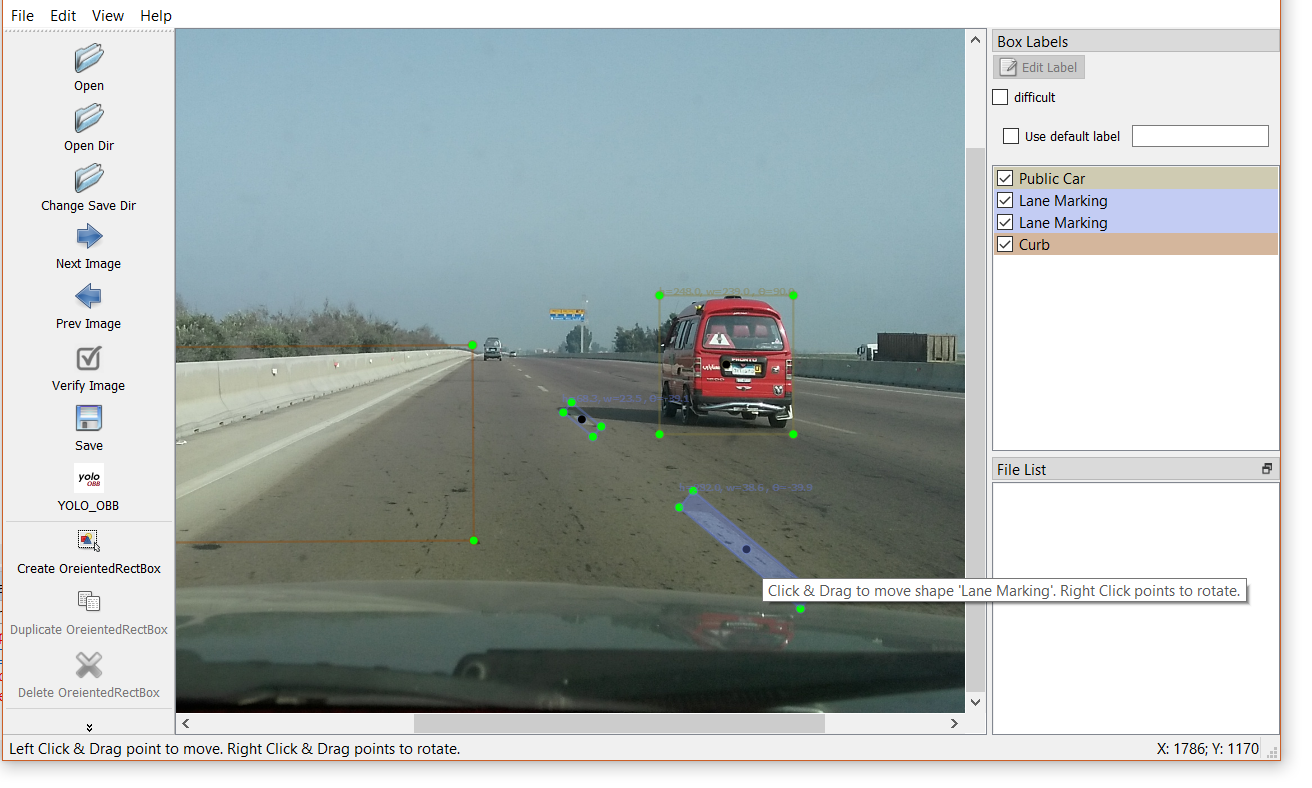 File Edit View Help
Open
Open Dir
Change Save Dir
Next Image
Prev Image
Verify Image
Save
yolo
OBB
YOLO_OBB
Create OreientedRectBox
Duplicate OreientedRectBox
Delete OreientedRectBox
PRONTO
Click & Drag to move shape 'Lane Marking'. Right Click points to rotate.
Box Labels
Edit Label
difficult
Use default label
Public Car
Lane Marking
Lane Marking
Curb
File List
Left Click & Drag point to move. Right Click & Drag points to rotate.
X: 1786; Y: 1170